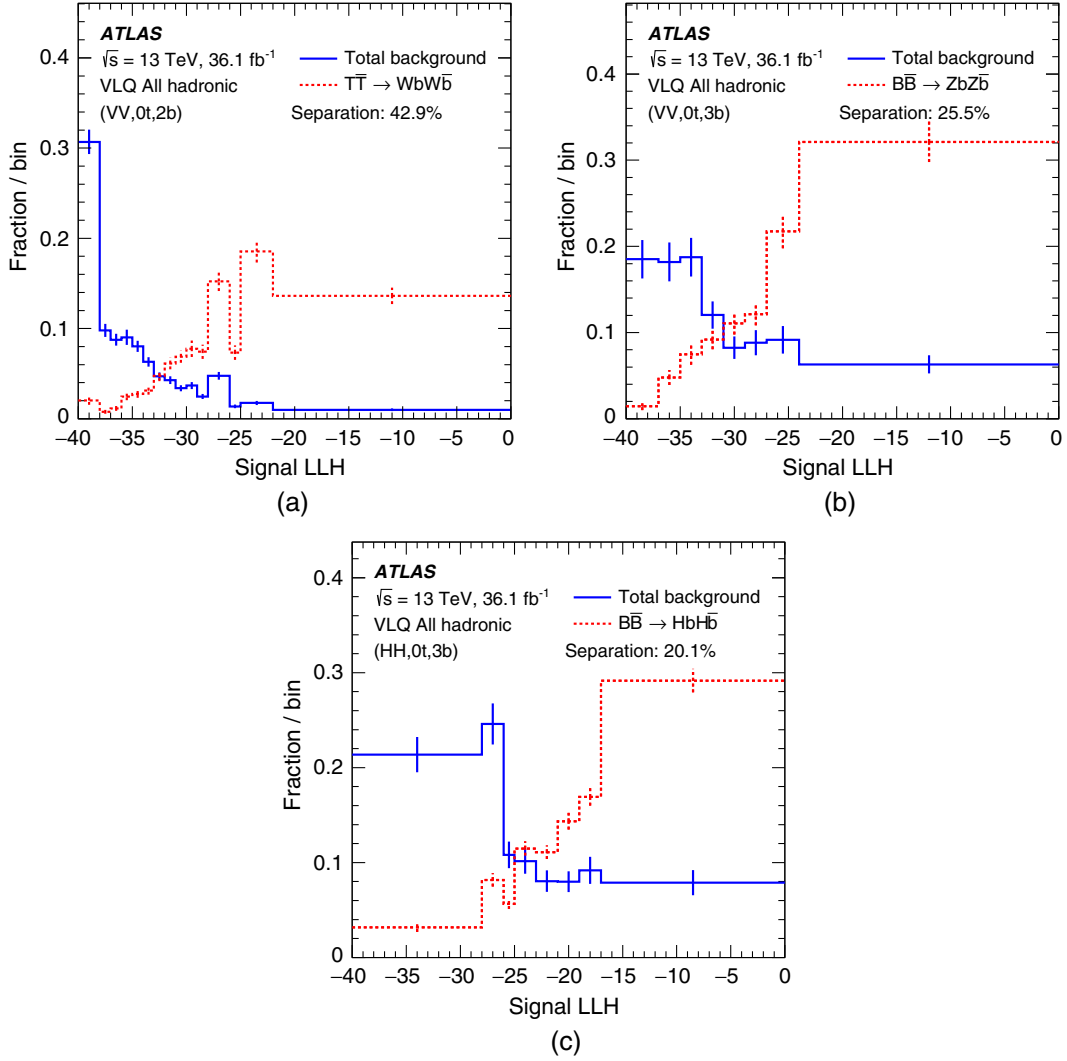 ATLAS
√s = 13 TeV, 36.1 fb⁻¹
VLQ All hadronic
(VV,0t,2b)
Total background
TT̅ → WbWb̅
Separation: 42.9%
Fraction / bin
0.4
0.3
0.2
0.1
0
−40 −35 −30 −25 −20 −15 −10 −5 0
Signal LLH
(a)
ATLAS
√s = 13 TeV, 36.1 fb⁻¹
VLQ All hadronic
(VV,0t,3b)
Total background
BB̅ → ZbZb̅
Separation: 25.5%
Fraction / bin
0.4
0.3
0.2
0.1
0
−40 −35 −30 −25 −20 −15 −10 −5 0
Signal LLH
(b)
ATLAS
√s = 13 TeV, 36.1 fb⁻¹
VLQ All hadronic
(HH,0t,3b)
Total background
BB̅ → HbHb̅
Separation: 20.1%
Fraction / bin
0.4
0.3
0.2
0.1
0
−40 −35 −30 −25 −20 −15 −10 −5 0
Signal LLH
(c)